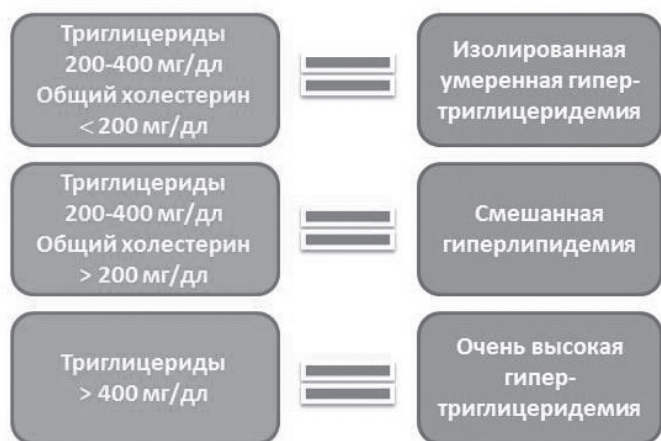 Триглицериды
200-400 мг/дл
Общий холестерин
< 200 мг/дл
Изолированная
умеренная гипер-
триглицеридемия
Триглицериды
200-400 мг/дл
Общий холестерин
> 200 мг/дл
Смешанная
гиперлипидемия
Триглицериды
> 400 мг/дл
Очень высокая
гипер-
триглицеридемия